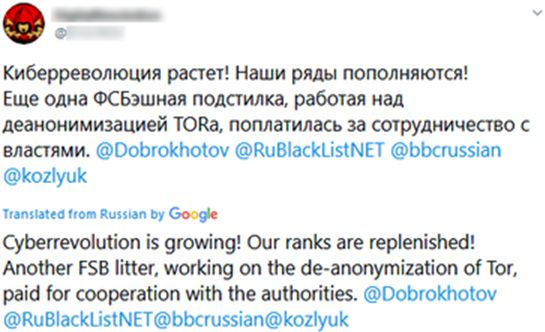 @
Киберреволюция растет! Наши ряды пополняются!
Еще одна ФСБэшная подстилка, работая над
деанонимизацией TORа, поплатилась за сотрудничество с
властями. @Dobrokhotov @RuBlackListNET @bbcrussian
@kozlyuk
Translated from Russian by Google
Cyberrevolution is growing! Our ranks are replenished!
Another FSB litter, working on the de-anonymization of Tor,
paid for cooperation with the authorities. @Dobrokhotov
@RuBlackListNET@bbcrussian@kozlyuk